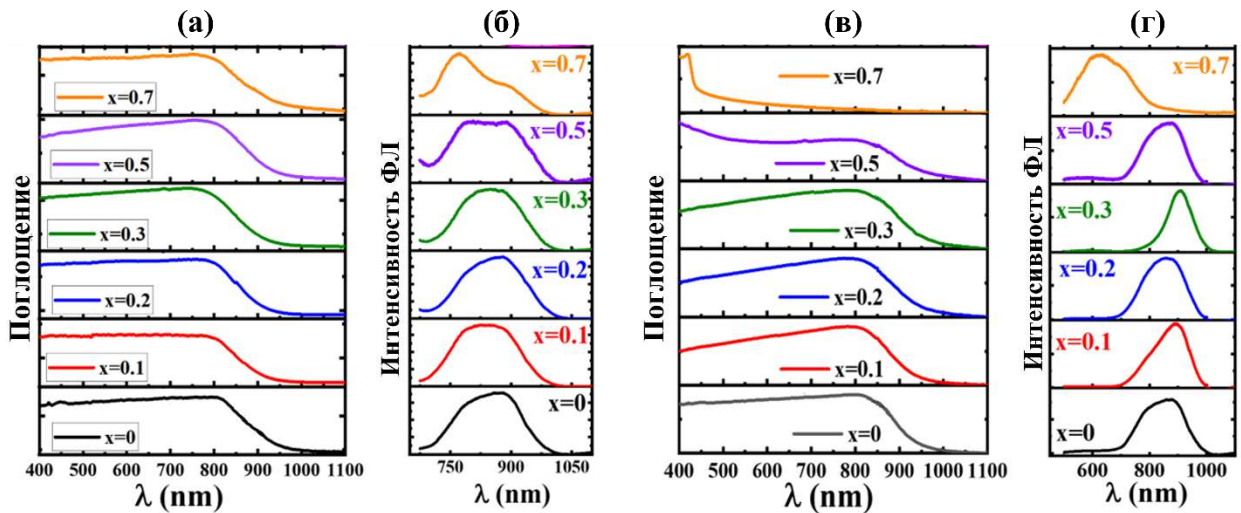 (а)
Поглощение
x=0.7
x=0.5
x=0.3
x=0.2
x=0.1
x=0
400 500 600 700 800 900 1000 1100
λ (nm)
(б)
Интенсивность ФЛ
x=0.7
x=0.5
x=0.3
x=0.2
x=0.1
x=0
750 900 1050
λ (nm)
(в)
Поглощение
x=0.7
x=0.5
x=0.3
x=0.2
x=0.1
x=0
400 500 600 700 800 900 1000 1100
λ (nm)
(г)
Интенсивность ФЛ
x=0.7
x=0.5
x=0.3
x=0.2
x=0.1
x=0
600 800 1000
λ (nm)